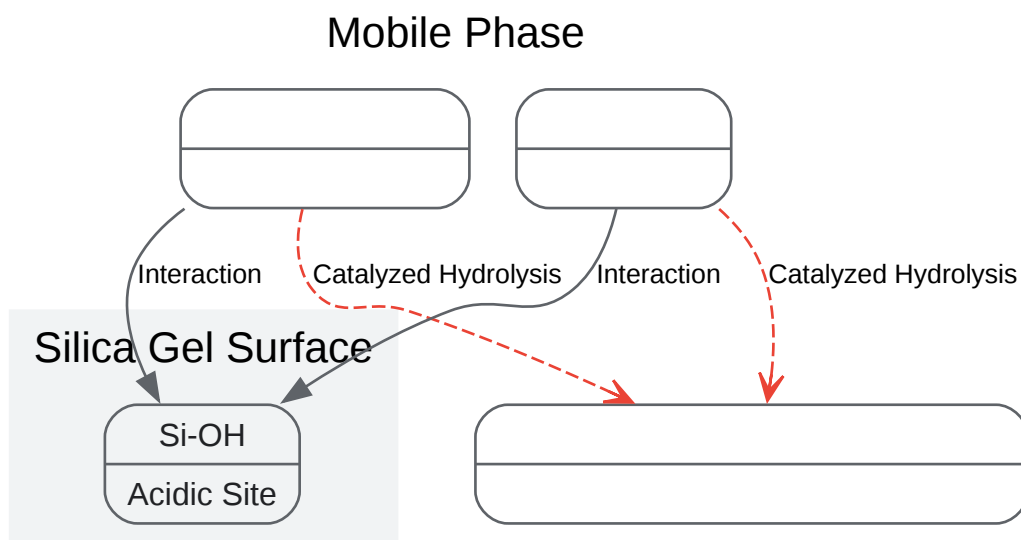 Mobile Phase
Interaction
Catalyzed Hydrolysis
Interaction
Catalyzed Hydrolysis
Silica Gel Surface
Si-OH
Acidic Site